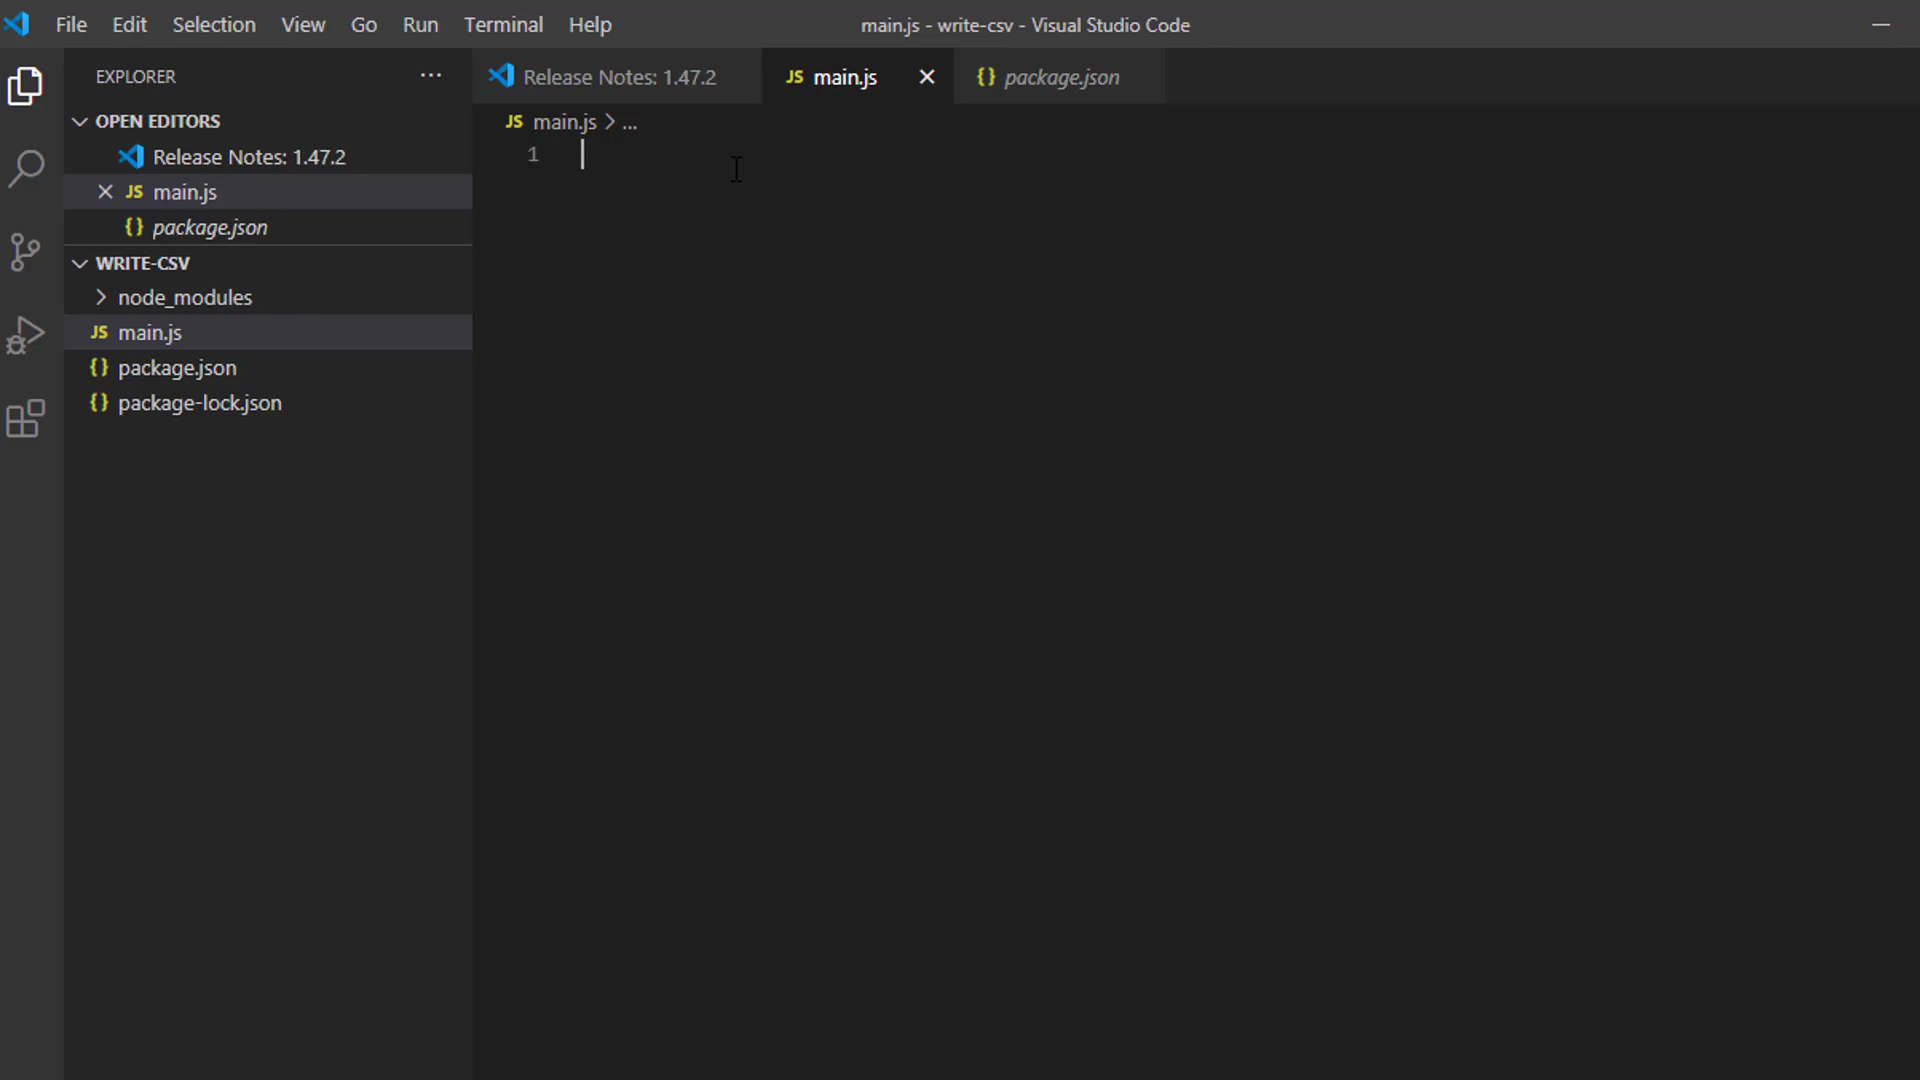 File Edit Selection View Go Run Terminal Help
main.js - write-csv - Visual Studio Code
EXPLORER
Release Notes: 1.47.2
JS main.js
{} package.json
OPEN EDITORS
Release Notes: 1.47.2
JS main.js
{} package.json
WRITE-CSV
node_modules
JS main.js
{} package.json
{} package-lock.json
JS main.js > ...
1